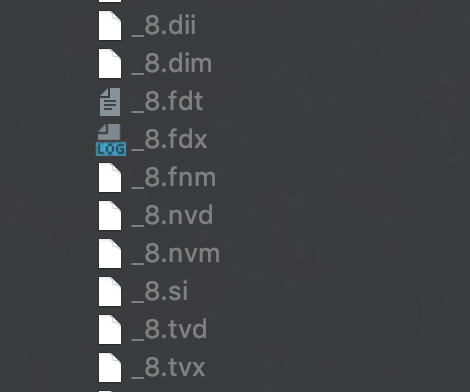 _8.dii
_8.dim
_8.fdt
LOG _8.fdx
_8.fnm
_8.nvd
_8.nvm
_8.si
_8.tvd
_8.tvx